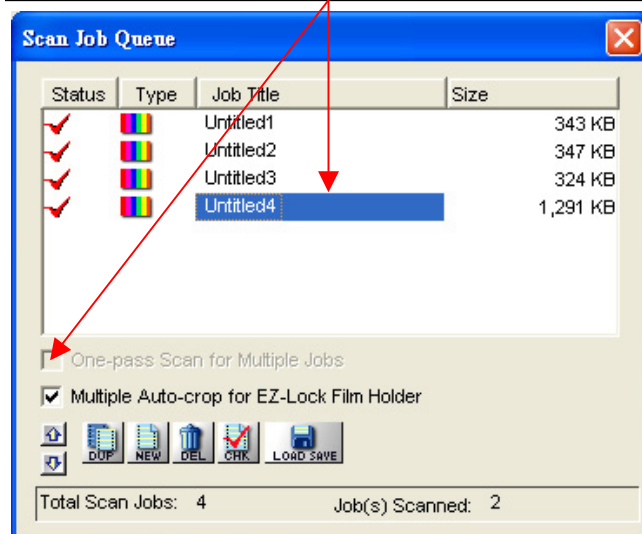 Scan Job Queue
Status Type Job Title Size
Untitled1 343 KB
Untitled2 347 KB
Untitled3 324 KB
Untitled4 1,291 KB
One-pass Scan for Multiple Jobs
Multiple Auto-crop for EZ-Lock Film Holder
DUP NEW DEL CHK LOAD SAVE
Total Scan Jobs: 4 Job(s) Scanned: 2